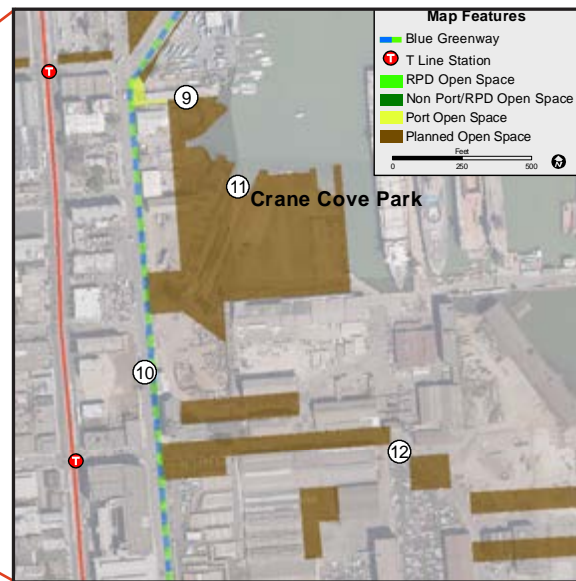 Map Features
Blue Greenway
T T Line Station
RPD Open Space
Non Port/RPD Open Space
Port Open Space
Planned Open Space
Feet
0 250 500
N
T
9
11 Crane Cove Park
10
12
T